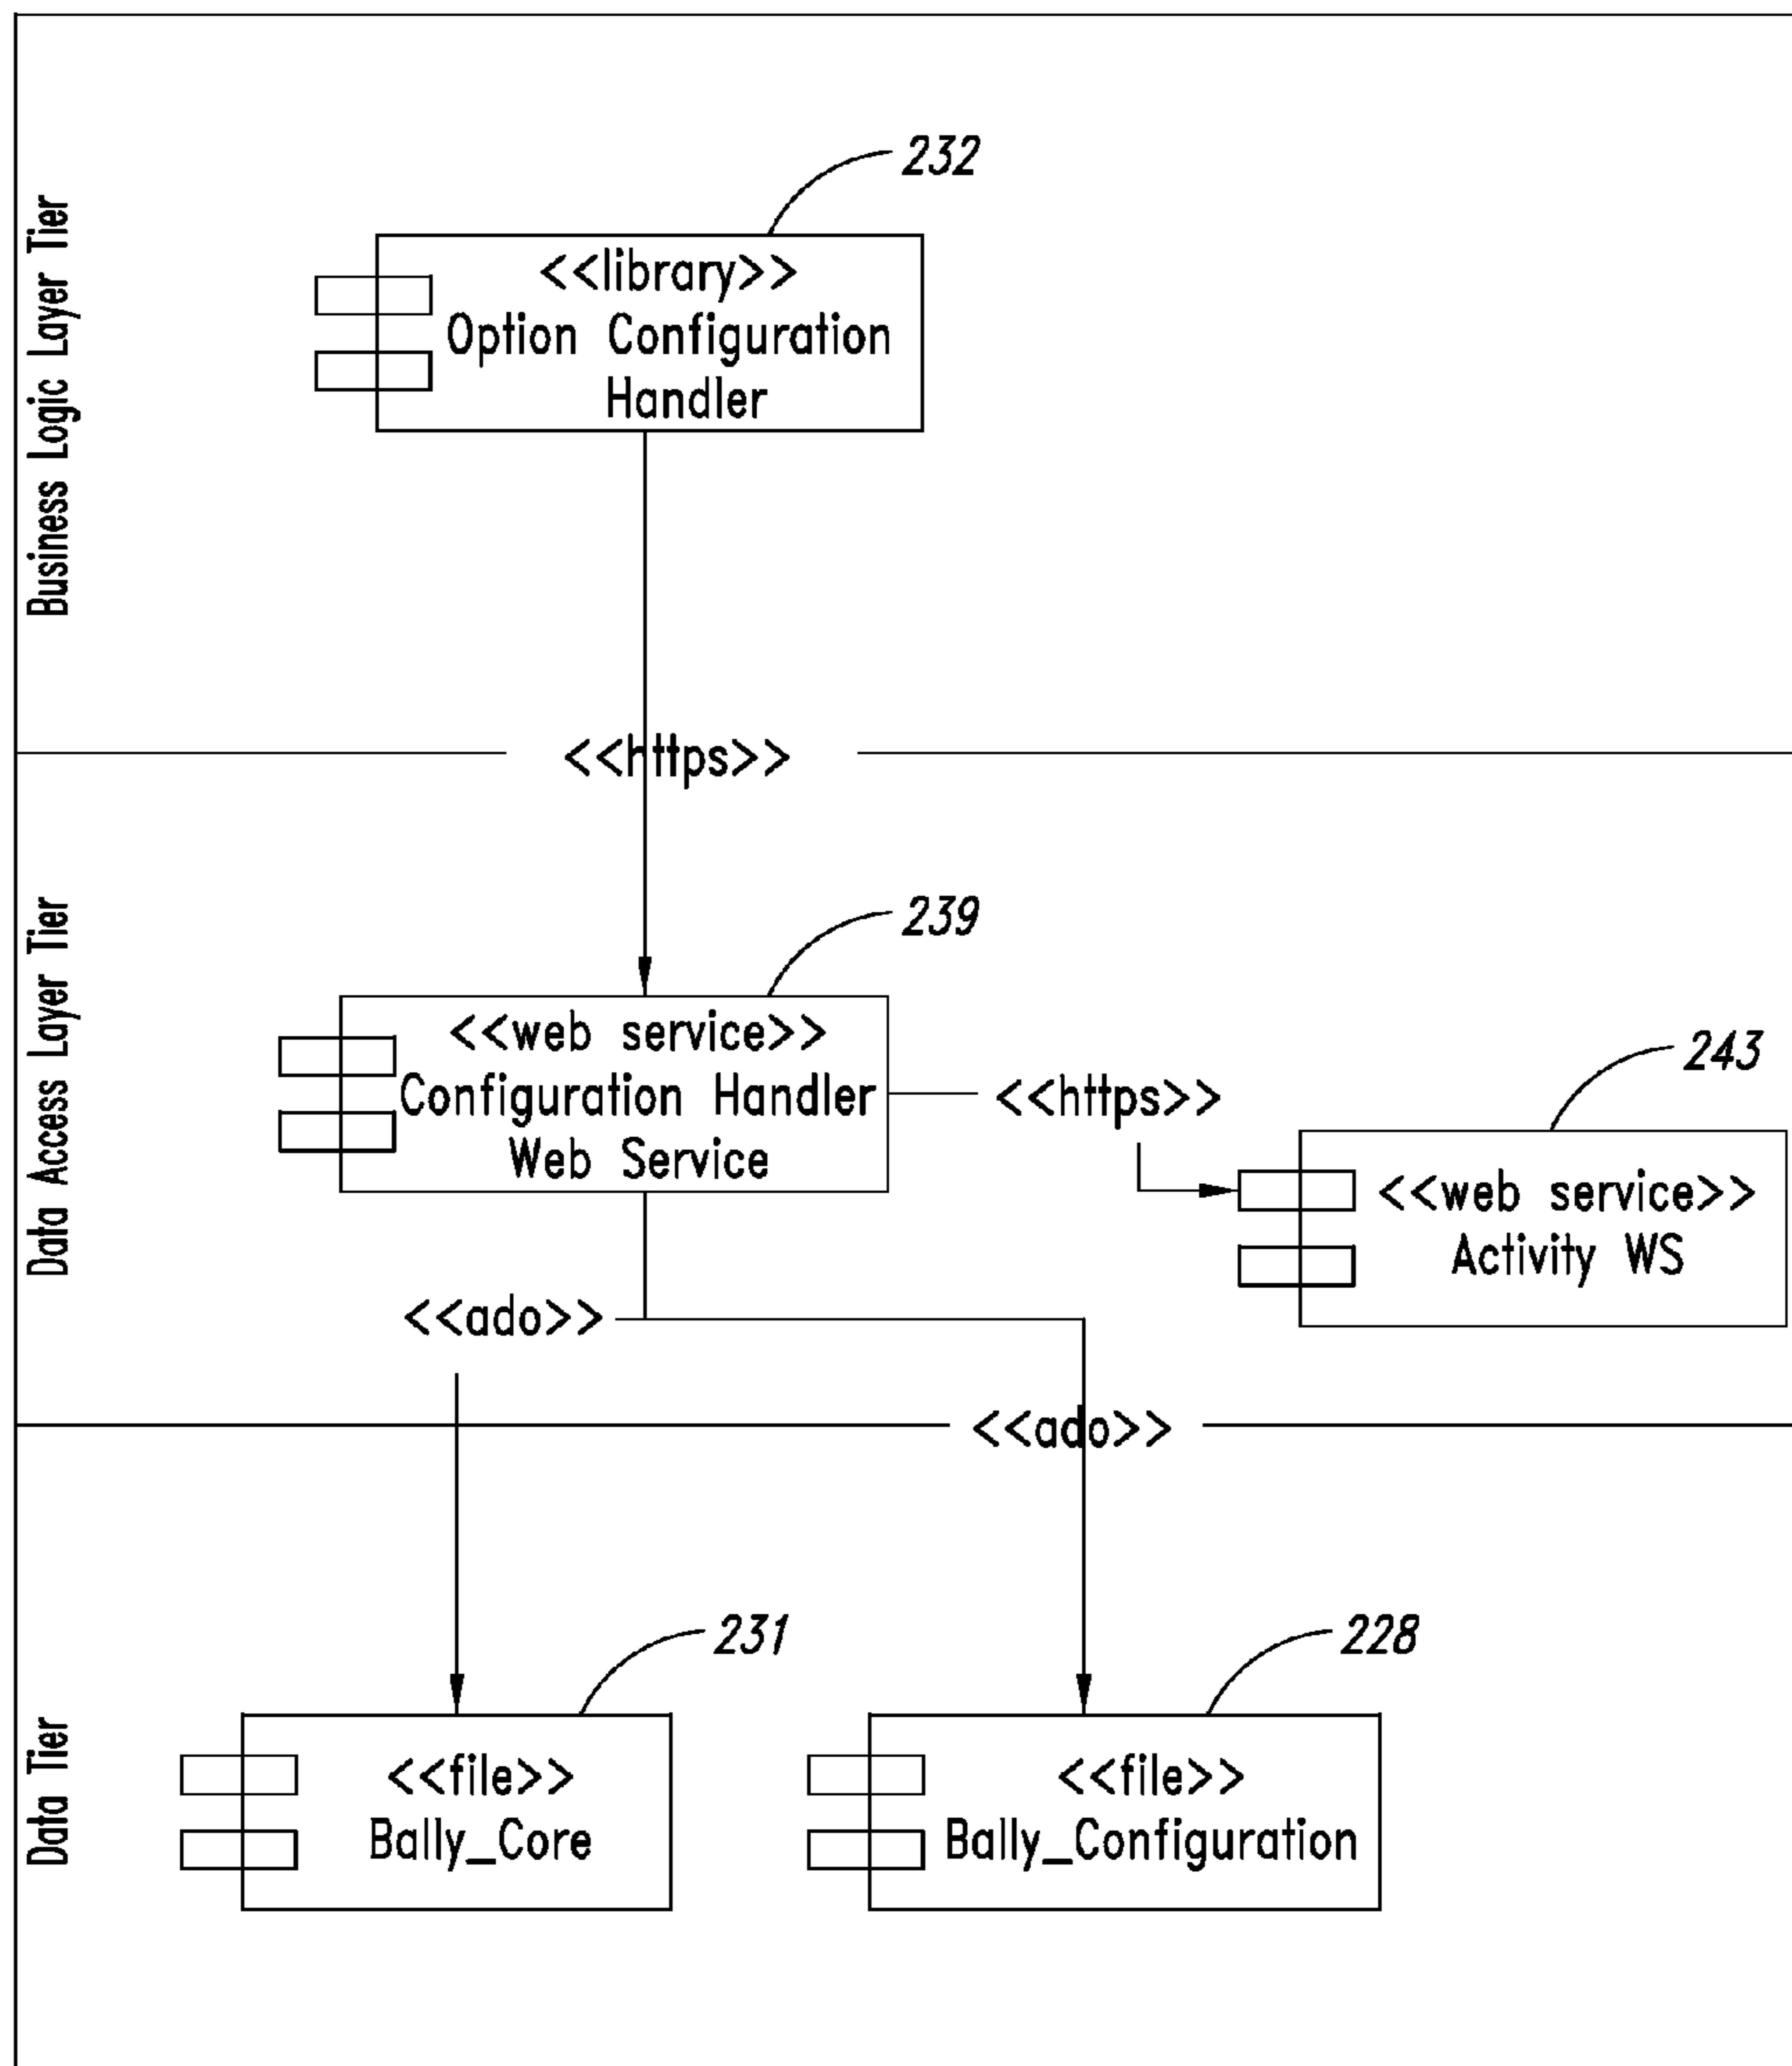 Business Logic Layer Tier
232
<<library>>
Option Configuration
Handler
<<https>>
Data Access Layer Tier
239
<<web service>>
Configuration Handler
Web Service
<<https>>
243
<<web service>>
Activity WS
<<ado>>
<<ado>>
Data Tier
231
<<file>>
Bally_Core
228
<<file>>
Bally_Configuration